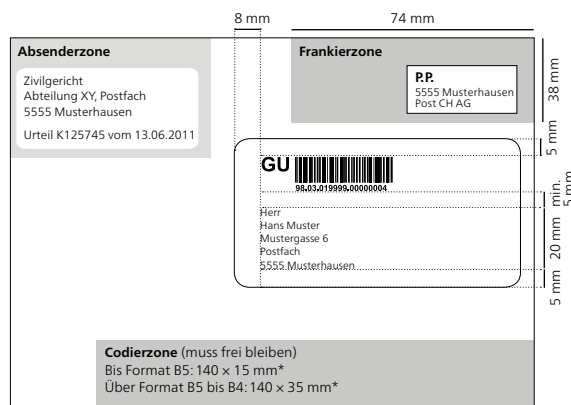 8 mm
74 mm
Absenderzone
Zivilgericht
Abteilung XY, Postfach
5555 Musterhausen
Urteil K125745 vom 13.06.2011
Frankierzone
P.P.
5555 Musterhausen
Post CH AG
38 mm
5 mm
GU
98.03.019999.00000004
min.
5 mm
Herr
Hans Muster
Mustergasse 6
Postfach
5555 Musterhausen
20 mm
5 mm
Codierzone (muss frei bleiben)
Bis Format B5: 140 × 15 mm*
Über Format B5 bis B4: 140 × 35 mm*